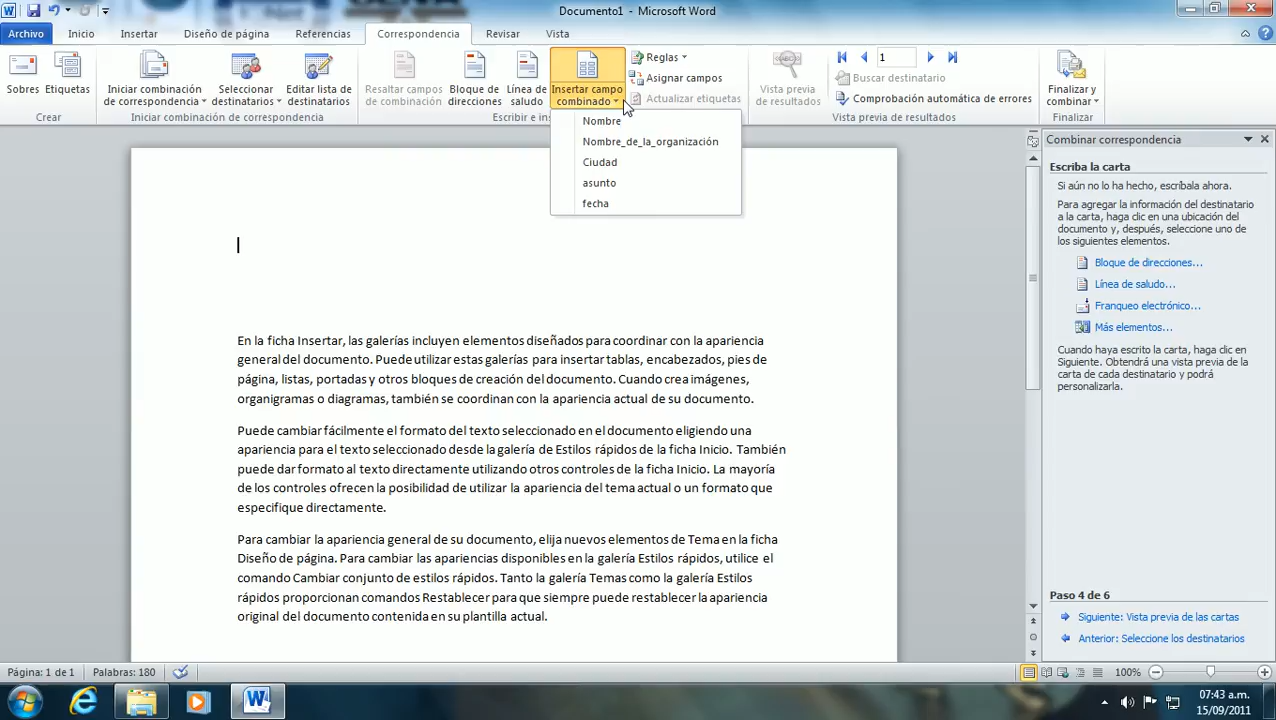 Documento1 - Microsoft Word
Archivo Inicio Insertar Diseño de página Referencias Correspondencia Revisar Vista
Sobres Etiquetas
Crear
Iniciar combinación de correspondencia
Seleccionar destinatarios
Editar lista de destinatarios
Iniciar combinación de correspondencia
Resaltar campos de combinación
Bloque de direcciones
Línea de saludo
Insertar campo combinado
Reglas
Asignar campos
Actualizar etiquetas
Escribir e ins
Vista previa de resultados
1
Buscar destinatario
Comprobación automática de errores
Vista previa de resultados
Finalizar y combinar
Finalizar
Nombre
Nombre_de_la_organización
Ciudad
asunto
fecha
En la ficha Insertar, las galerías incluyen elementos diseñados para coordinar con la apariencia
general del documento. Puede utilizar estas galerías para insertar tablas, encabezados, pies de
página, listas, portadas y otros bloques de creación del documento. Cuando crea imágenes,
organigramas o diagramas, también se coordinan con la apariencia actual de su documento.
Puede cambiar fácilmente el formato del texto seleccionado en el documento eligiendo una
apariencia para el texto seleccionado desde la galería de Estilos rápidos de la ficha Inicio. También
puede dar formato al texto directamente utilizando otros controles de la ficha Inicio. La mayoría
de los controles ofrecen la posibilidad de utilizar la apariencia del tema actual o un formato que
especifique directamente.
Para cambiar la apariencia general de su documento, elija nuevos elementos de Tema en la ficha
Diseño de página. Para cambiar las apariencias disponibles en la galería Estilos rápidos, utilice el
comando Cambiar conjunto de estilos rápidos. Tanto la galería Temas como la galería Estilos
rápidos proporcionan comandos Restablecer para que siempre puede restablecer la apariencia
original del documento contenida en su plantilla actual.
Combinar correspondencia
Escriba la carta
Si aún no lo ha hecho, escríbala ahora.
Para agregar la información del destinatario
a la carta, haga clic en una ubicación del
documento y, después, seleccione uno de
los siguientes elementos.
Bloque de direcciones...
Línea de saludo...
Franqueo electrónico...
Más elementos...
Cuando haya escrito la carta, haga clic en
Siguiente. Obtendrá una vista previa de la
carta de cada destinatario y podrá
personalizarla.
Paso 4 de 6
Siguiente: Vista previa de las cartas
Anterior: Seleccione los destinatarios
Página: 1 de 1 Palabras: 180
100%
07:43 a.m.
15/09/2011